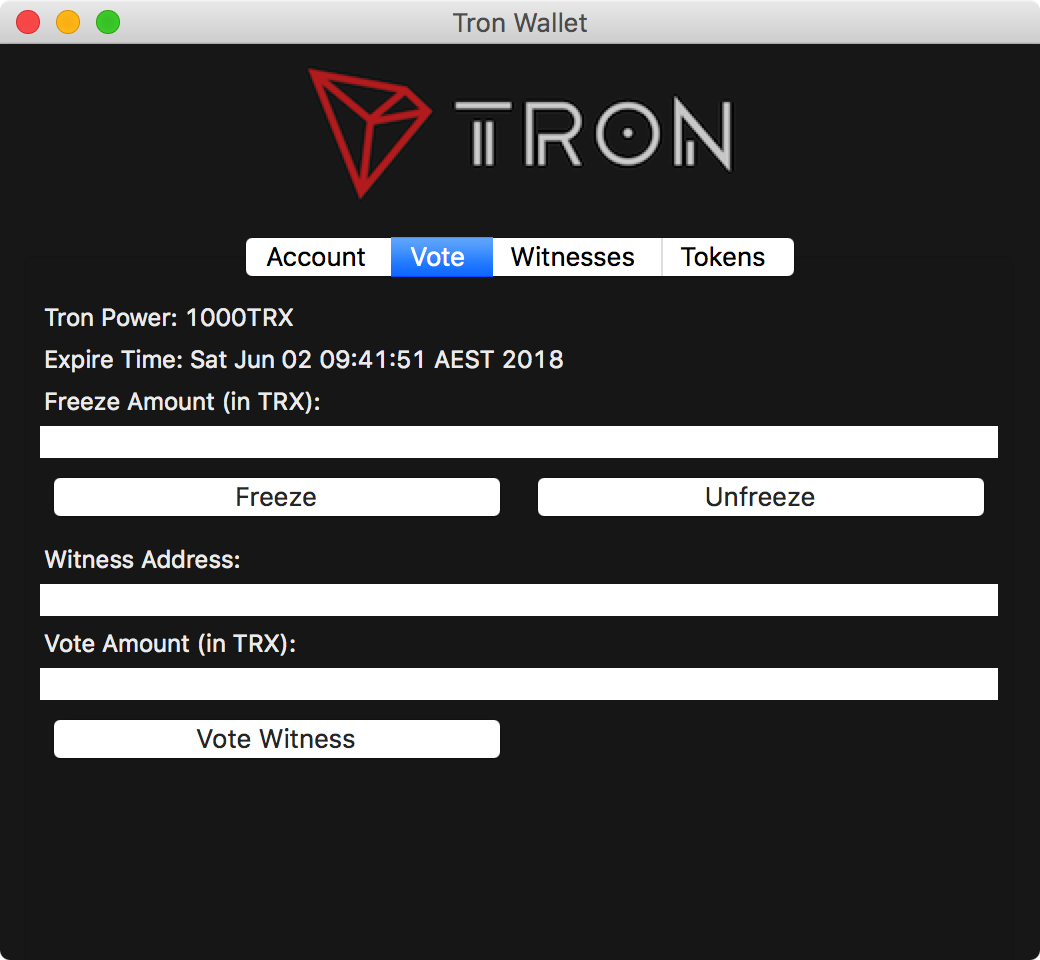 Tron Wallet
TRON
Account Vote Witnesses Tokens
Tron Power: 1000TRX
Expire Time: Sat Jun 02 09:41:51 AEST 2018
Freeze Amount (in TRX):
Freeze Unfreeze
Witness Address:
Vote Amount (in TRX):
Vote Witness